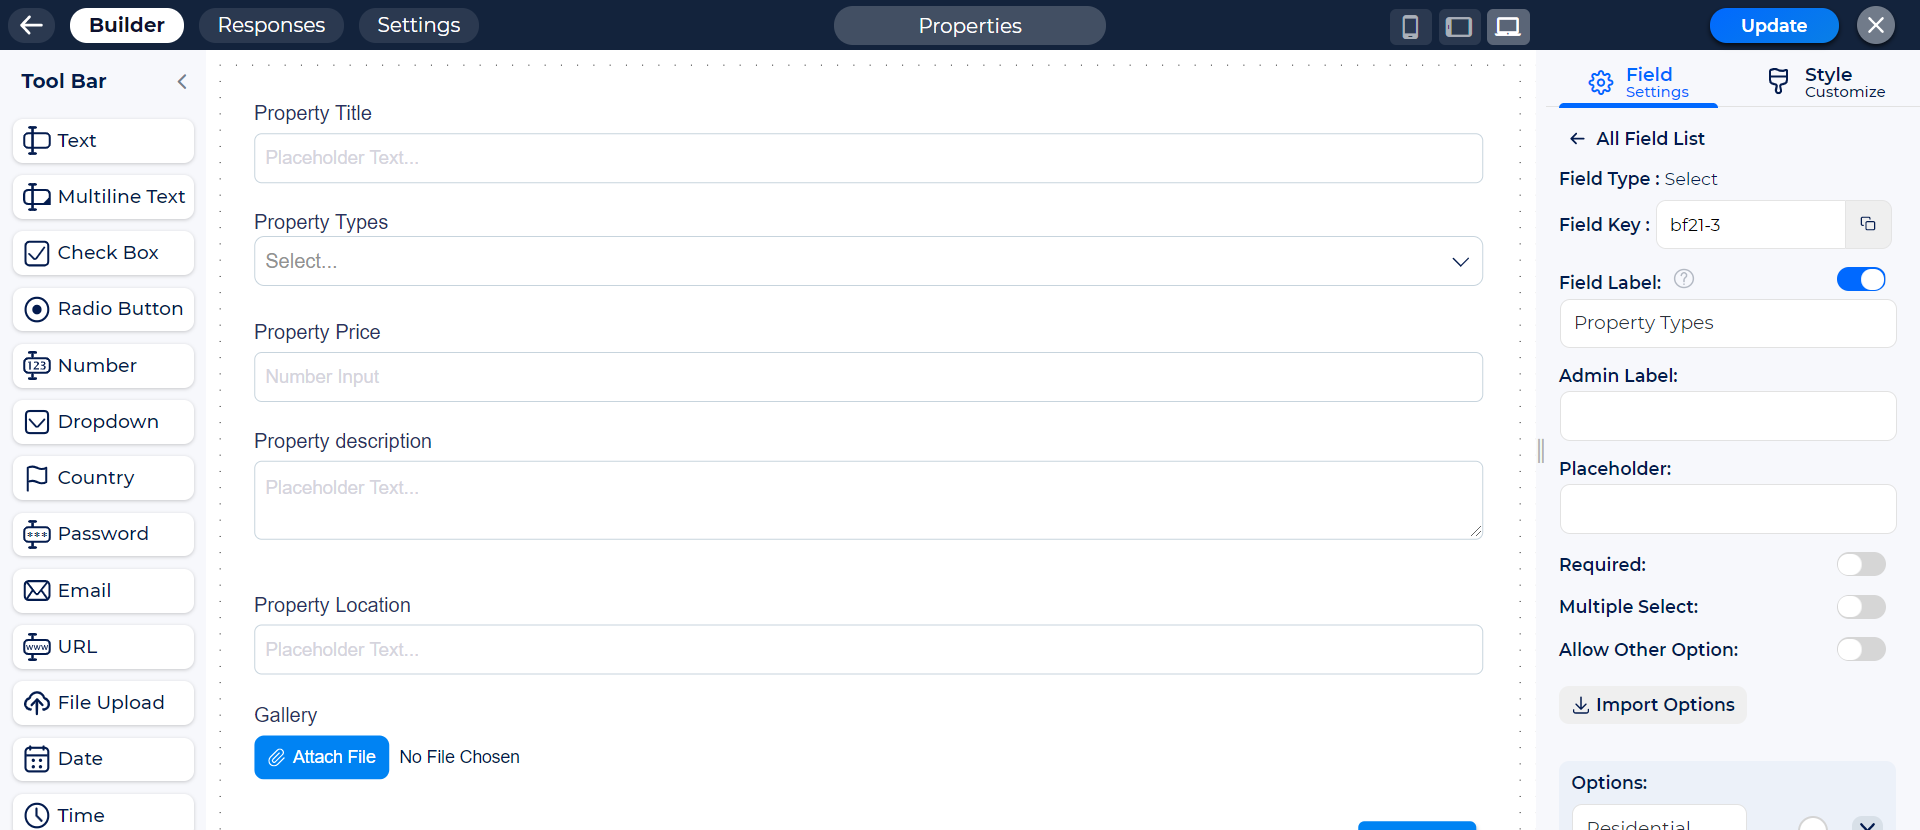 Builder
Responses
Settings
Properties
Update
Tool Bar
Text
Multiline Text
Check Box
Radio Button
123 Number
Dropdown
Country
*** Password
Email
www URL
File Upload
Date
Time
Property Title
Placeholder Text...
Property Types
Select...
Property Price
Number Input
Property description
Placeholder Text...
Property Location
Placeholder Text...
Gallery
Attach File No File Chosen
Field
Settings
Style
Customize
All Field List
Field Type : Select
Field Key : bf21-3
Field Label: ?
Property Types
Admin Label:
Placeholder:
Required:
Multiple Select:
Allow Other Option:
Import Options
Options:
Residential